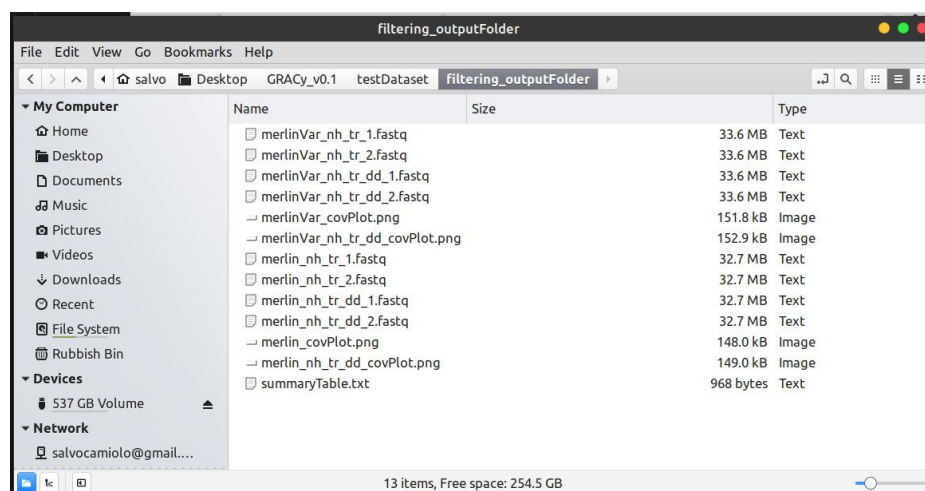 filtering_outputFolder
File Edit View Go Bookmarks Help
salvo Desktop GRACy_v0.1 testDataset filtering_outputFolder
My Computer
Home
Desktop
Documents
Music
Pictures
Videos
Downloads
Recent
File System
Rubbish Bin
Devices
537 GB Volume
Network
salvocamiolo@gmail....
Name Size Type
merlinVar_nh_tr_1.fastq 33.6 MB Text
merlinVar_nh_tr_2.fastq 33.6 MB Text
merlinVar_nh_tr_dd_1.fastq 33.6 MB Text
merlinVar_nh_tr_dd_2.fastq 33.6 MB Text
merlinVar_covPlot.png 151.8 kB Image
merlinVar_nh_tr_dd_covPlot.png 152.9 kB Image
merlin_nh_tr_1.fastq 32.7 MB Text
merlin_nh_tr_2.fastq 32.7 MB Text
merlin_nh_tr_dd_1.fastq 32.7 MB Text
merlin_nh_tr_dd_2.fastq 32.7 MB Text
merlin_covPlot.png 148.0 kB Image
merlin_nh_tr_dd_covPlot.png 149.0 kB Image
summaryTable.txt 968 bytes Text
13 items, Free space: 254.5 GB